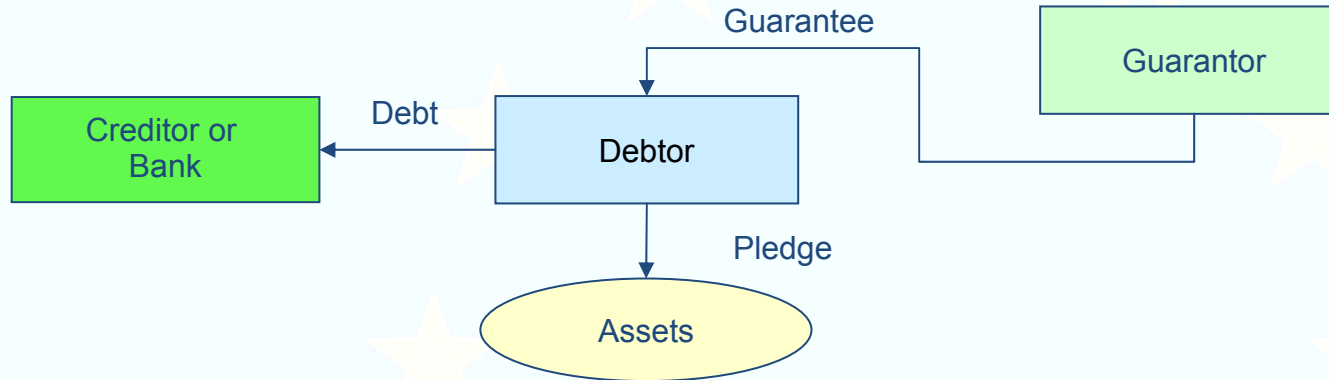 Guarantee
Guarantor
Debt
Creditor or
Bank
Debtor
Pledge
Assets